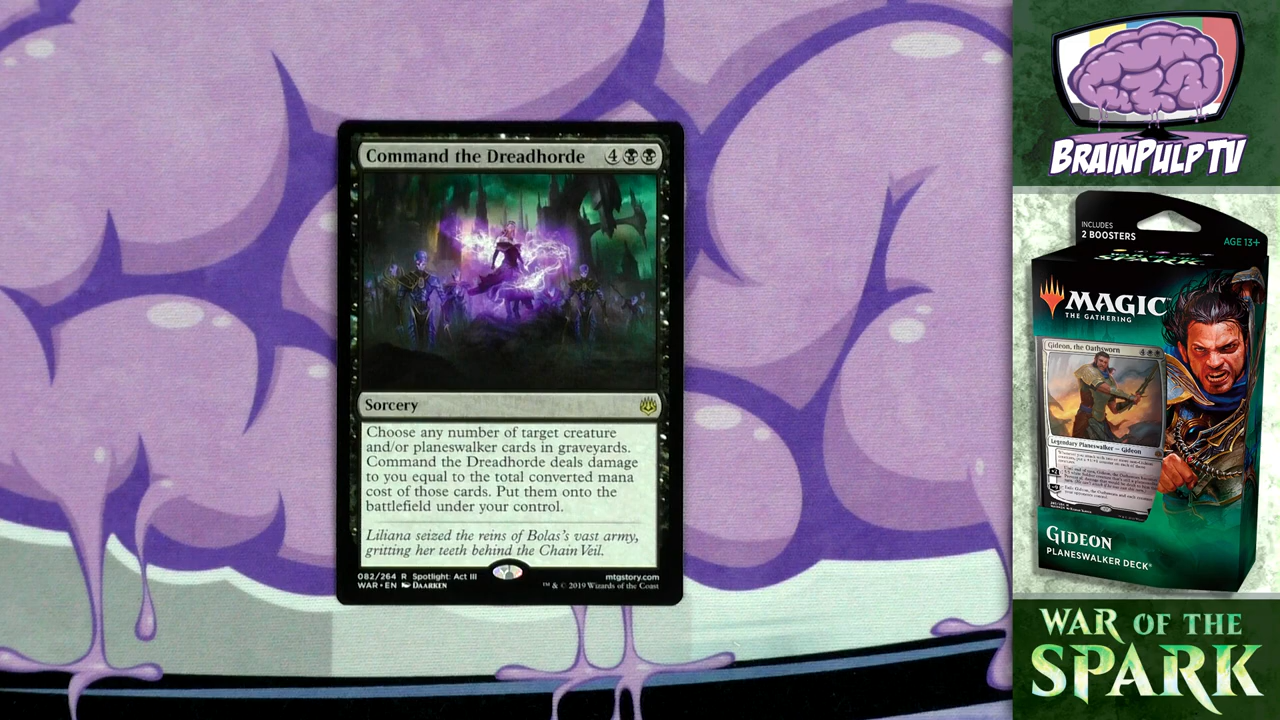 Command the Dreadhorde 4
Sorcery
Choose any number of target creature
and/or planeswalker cards in graveyards.
Command the Dreadhorde deals damage
to you equal to the total converted mana
cost of those cards. Put them onto the
battlefield under your control.
Liliana seized the reins of Bolas's vast army,
gritting her teeth behind the Chain Veil.
082/264 R Spotlight: Act III
WAR • EN DAARKEN
mtgstory.com
™ & © 2019 Wizards of the Coast
BRAINPULP TV
INCLUDES
2 BOOSTERS
AGE 13+
SPARK
MAGIC
THE GATHERING
Gideon, the Oathsworn 4
Legendary Planeswalker – Gideon
GIDEON
PLANESWALKER DECK
WAR OF THE
SPARK